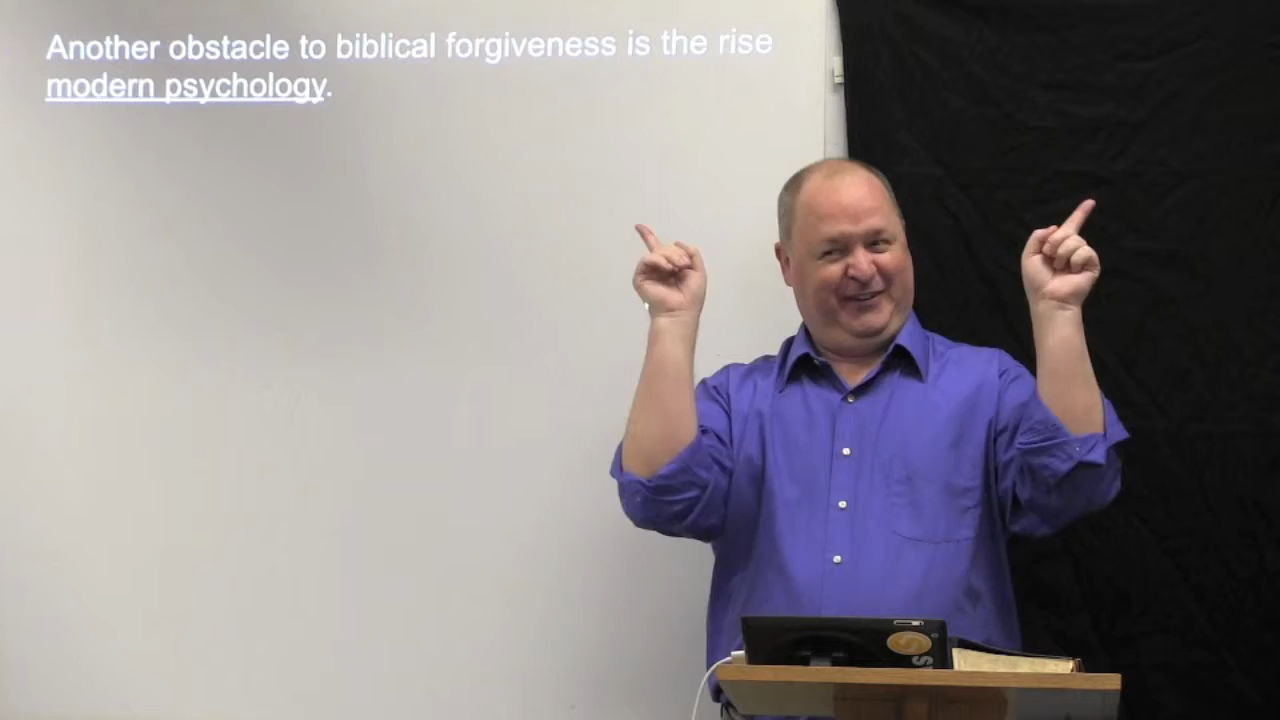 Another obstacle to biblical forgiveness is the rise
modern psychology.